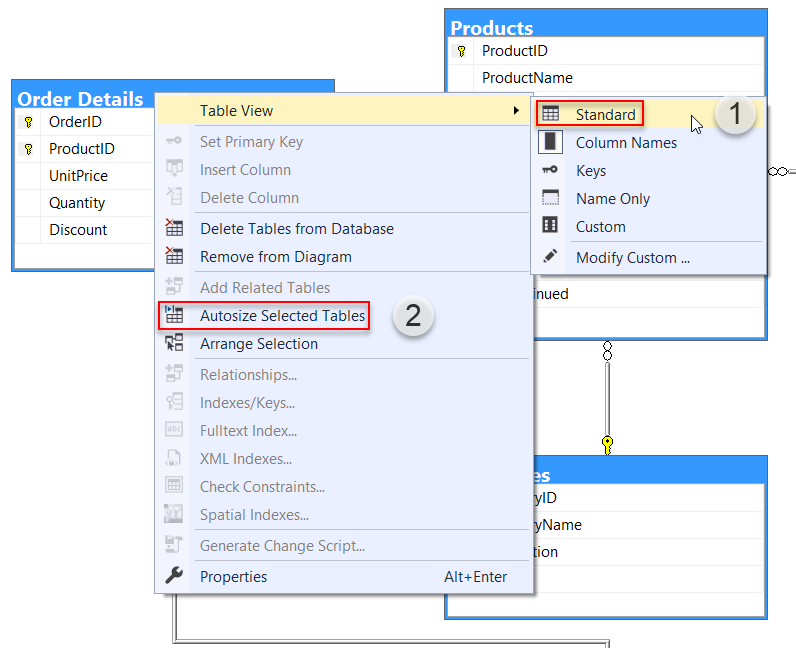 Products
ProductID
ProductName
Order Details
OrderID
ProductID
UnitPrice
Quantity
Discount
Table View
Set Primary Key
Insert Column
Delete Column
Delete Tables from Database
Remove from Diagram
Add Related Tables
Autosize Selected Tables
2
Arrange Selection
Relationships...
Indexes/Keys...
Fulltext Index...
XML Indexes...
Check Constraints...
Spatial Indexes...
Generate Change Script...
Properties Alt+Enter
Standard
1
Column Names
Keys
Name Only
Custom
Modify Custom ...
inued
es
ryID
ryName
tion